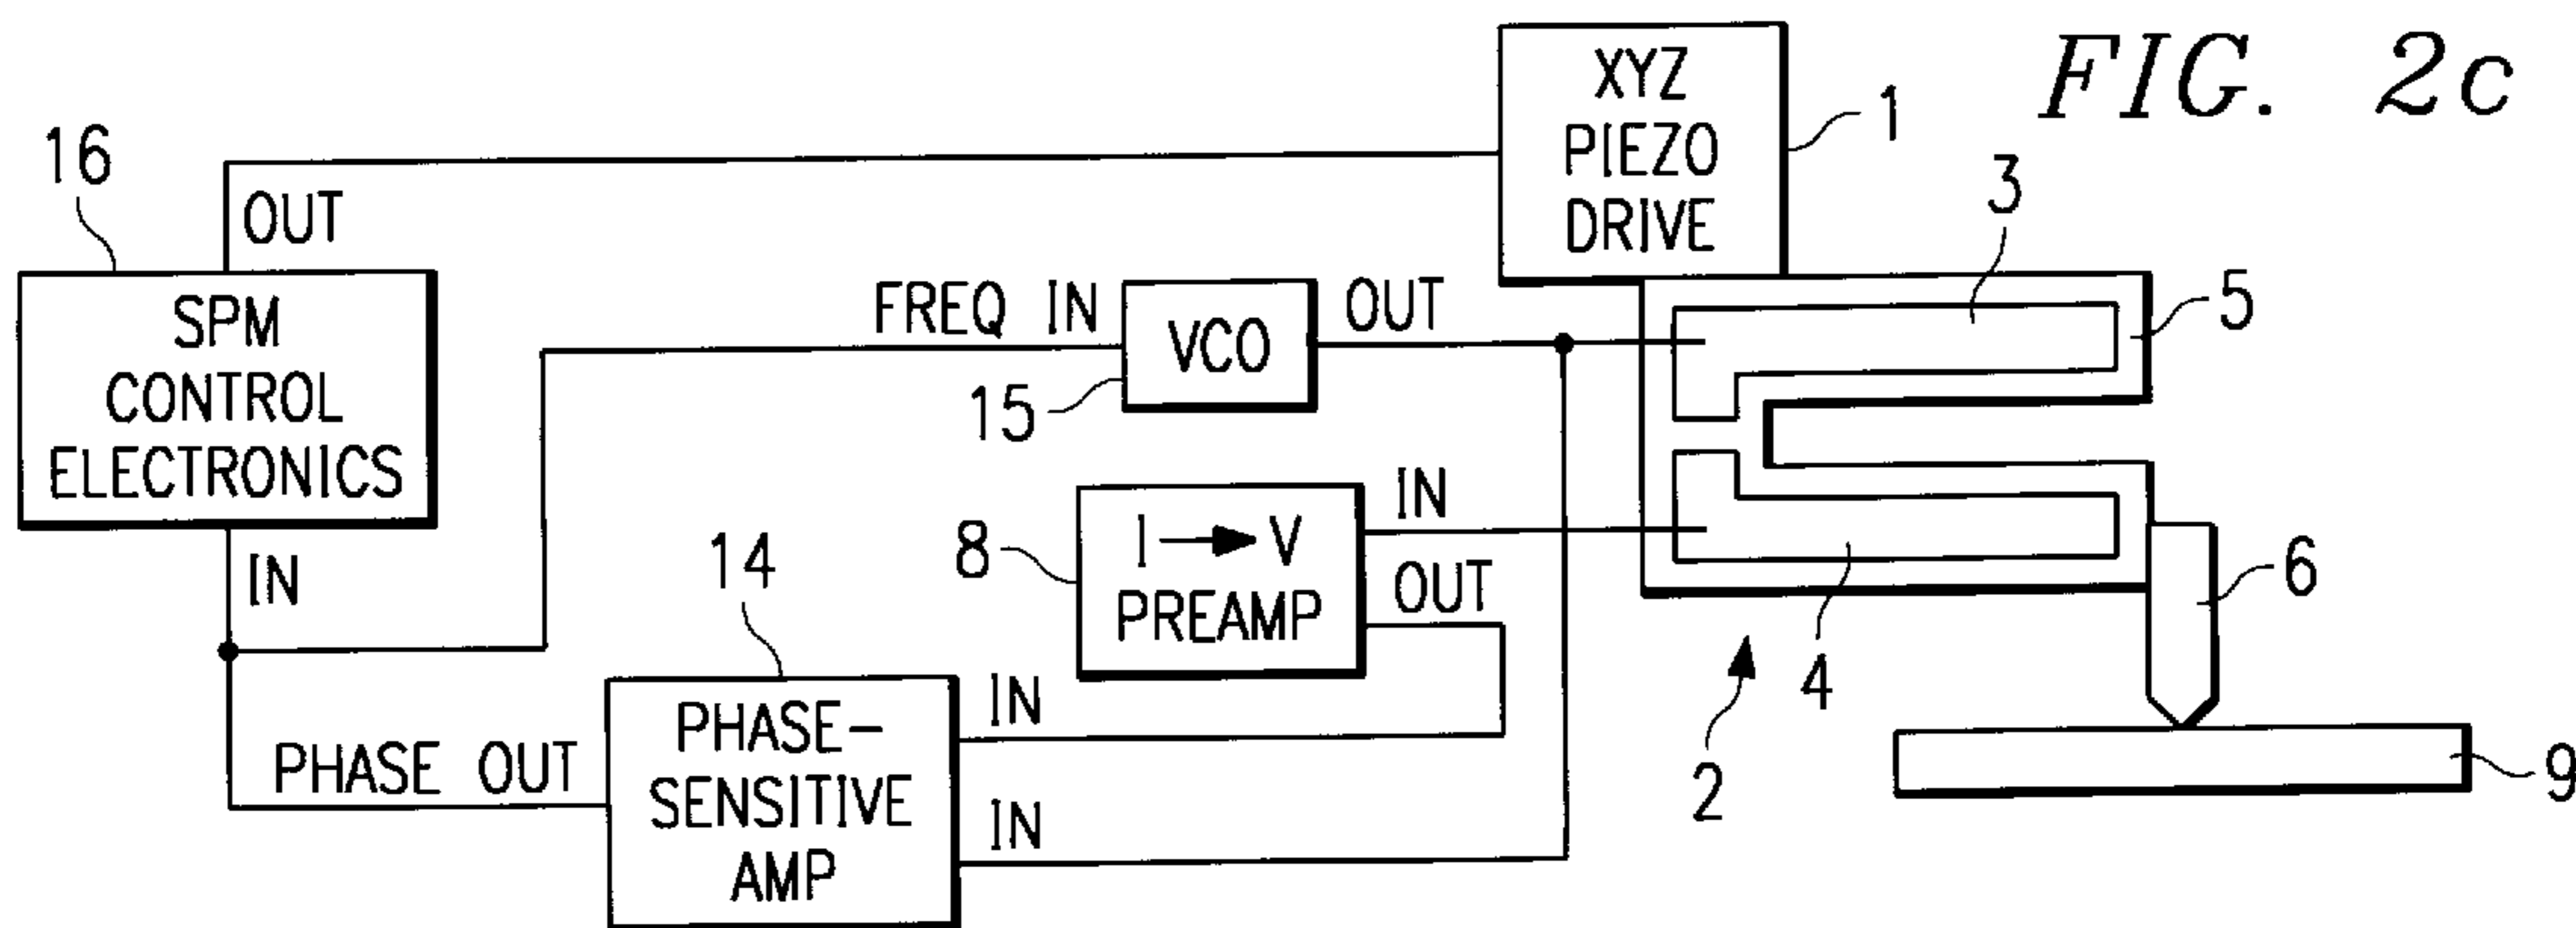 FIG. 2c
XYZ
PIEZO
DRIVE
1
16
OUT
3
SPM
CONTROL
ELECTRONICS
FREQ IN
VCO
OUT
5
15
IN
I → V
PREAMP
8
IN
OUT
14
6
4
2
PHASE OUT
PHASE-
SENSITIVE
AMP
IN
IN
9